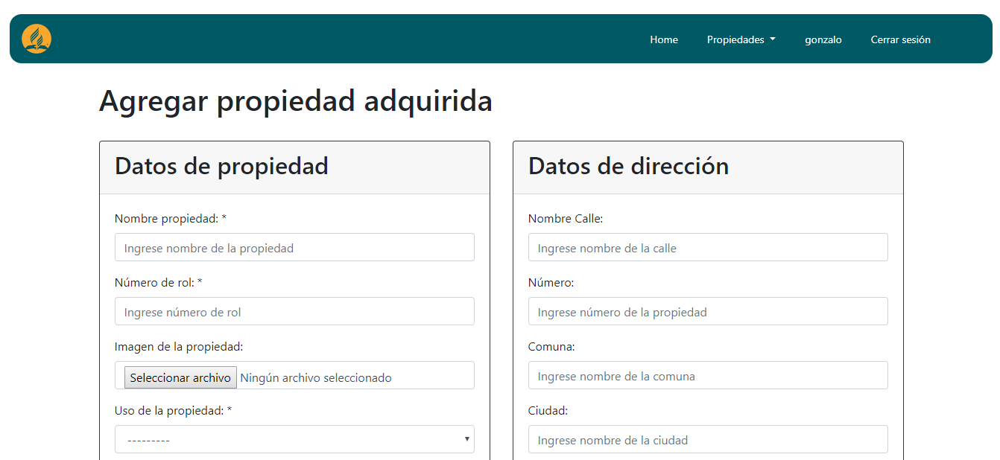 Home Propiedades gonzalo Cerrar sesión
Agregar propiedad adquirida
Datos de propiedad
Nombre propiedad: *
Ingrese nombre de la propiedad
Número de rol: *
Ingrese número de rol
Imagen de la propiedad:
Seleccionar archivo Ningún archivo seleccionado
Uso de la propiedad: *
---------
Datos de dirección
Nombre Calle:
Ingrese nombre de la calle
Número:
Ingrese número de la propiedad
Comuna:
Ingrese nombre de la comuna
Ciudad:
Ingrese nombre de la ciudad